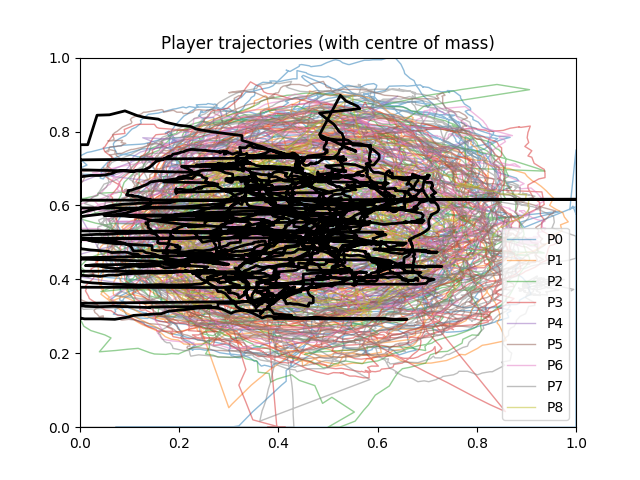 Player trajectories (with centre of mass)
1.0
0.8
0.6
0.4
0.2
0.0
0.0 0.2 0.4 0.6 0.8 1.0
P0
P1
P2
P3
P4
P5
P6
P7
P8